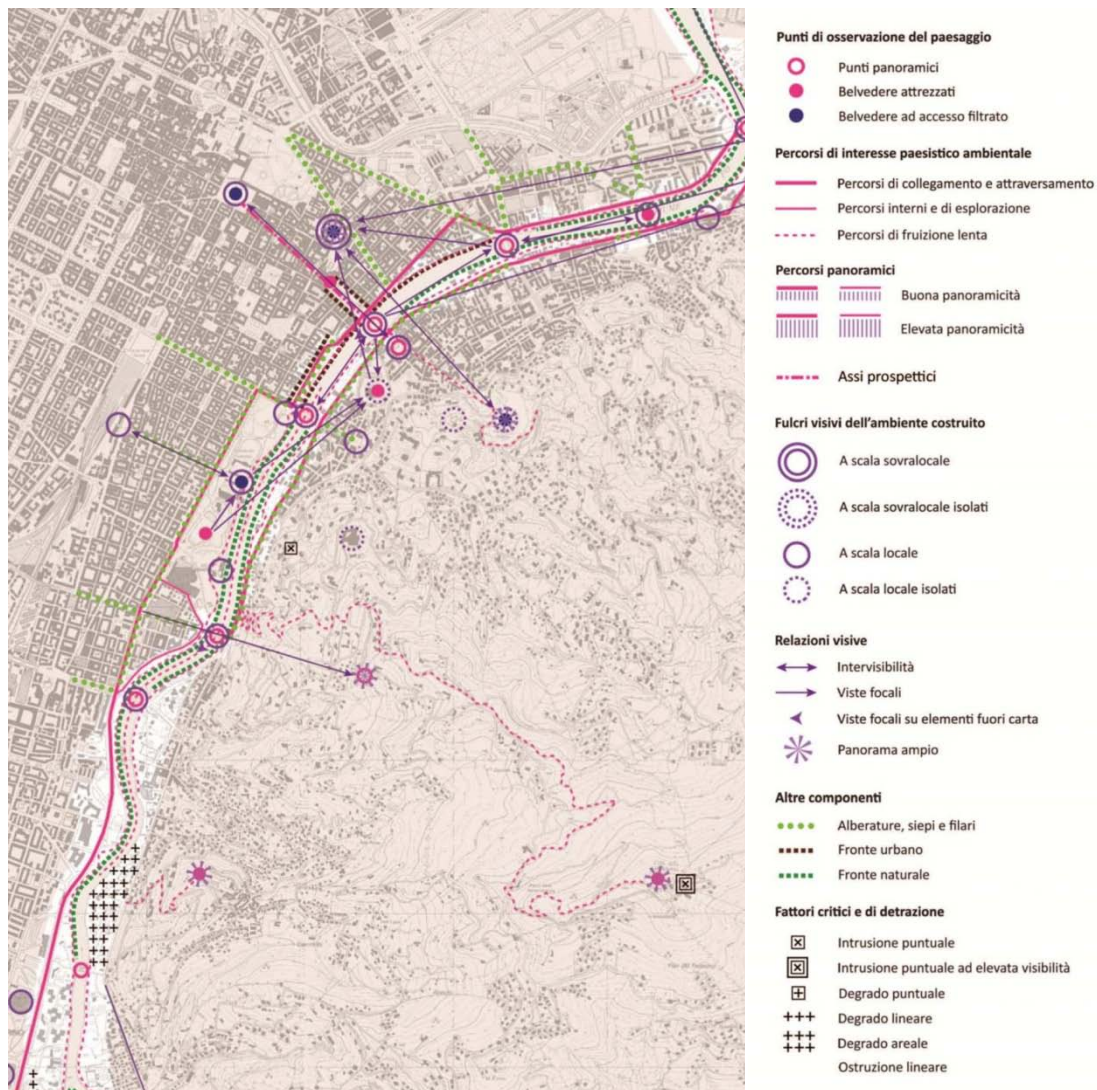 Punti di osservazione del paesaggio
Punti panoramici
Belvedere attrezzati
Belvedere ad accesso filtrato
Percorsi di interesse paesistico ambientale
Percorsi di collegamento e attraversamento
Percorsi interni e di esplorazione
Percorsi di fruizione lenta
Percorsi panoramici
Buona panoramicità
Elevata panoramicità
Assi prospettici
Fulcri visivi dell'ambiente costruito
A scala sovralocale
A scala sovralocale isolati
A scala locale
A scala locale isolati
Relazioni visive
Intervisibilità
Viste focali
Viste focali su elementi fuori carta
Panorama ampio
Altre componenti
Alberature, siepi e filari
Fronte urbano
Fronte naturale
Fattori critici e di detrazione
Intrusione puntuale
Intrusione puntuale ad elevata visibilità
Degrado puntuale
Degrado lineare
Degrado areale
Ostruzione lineare